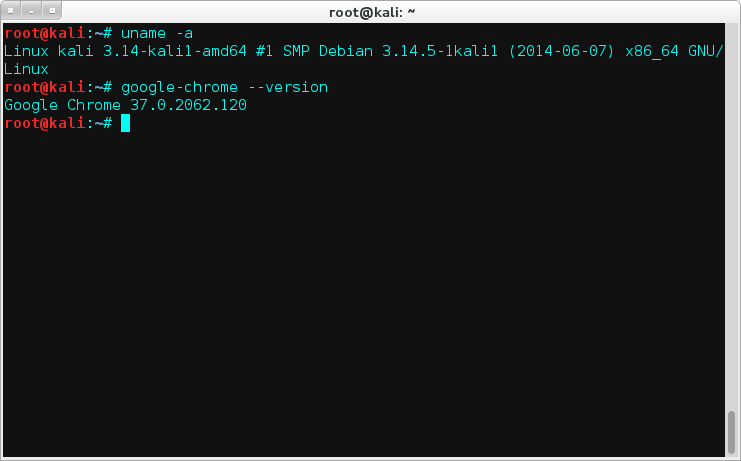 root@kali: ~
root@kali:~# uname -a
Linux kali 3.14-kali1-amd64 #1 SMP Debian 3.14.5-1kali1 (2014-06-07) x86_64 GNU/
Linux
root@kali:~# google-chrome --version
Google Chrome 37.0.2062.120
root@kali:~#